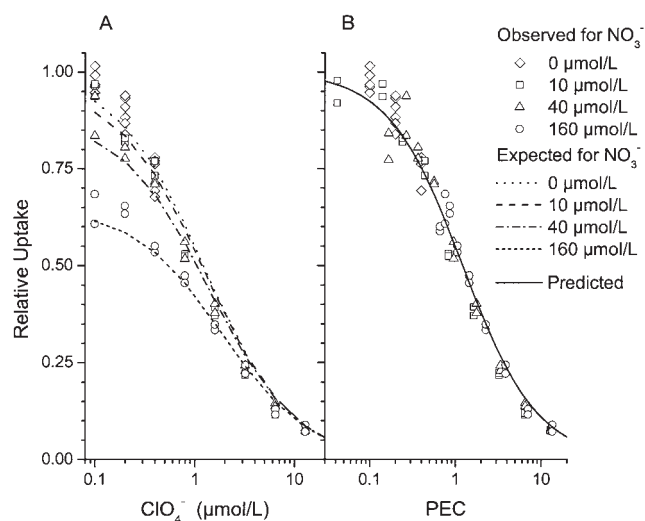 A
B
Observed for NO₃⁻
0 µmol/L
10 µmol/L
40 µmol/L
160 µmol/L
Expected for NO₃⁻
0 µmol/L
10 µmol/L
40 µmol/L
160 µmol/L
Predicted
Relative Uptake
1.00
0.75
0.50
0.25
0.00
0.1
1
10
0.1
1
10
ClO₄⁻ (µmol/L)
PEC